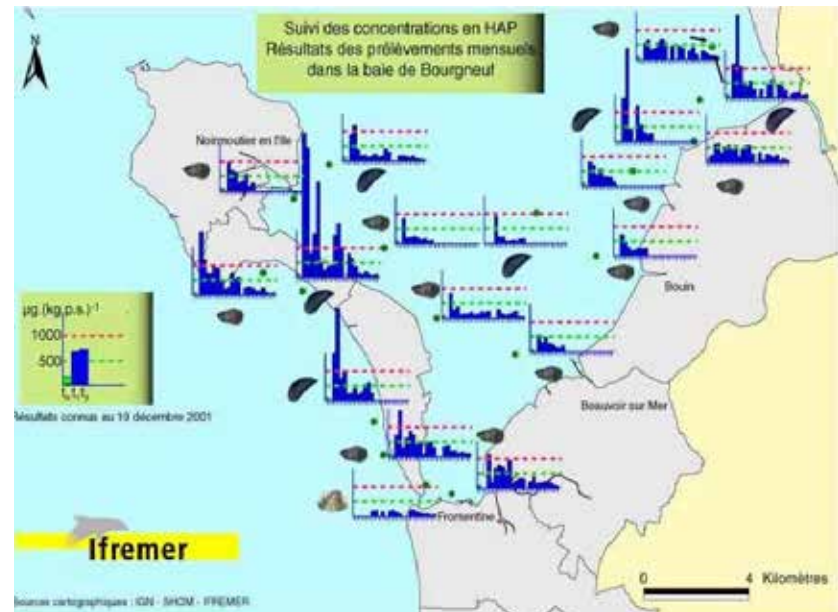 Suivi des concentrations en HAP
Résultats des prélèvements mensuels
dans la baie de Bourgneuf
N
Noirmoutier en l'Ile
Bouin
µg.(kg,p.s.)-1
1000
500
Beauvoir sur Mer
Résultats connus au 19 décembre 2001
Fromentine
Ifremer
0 4 Kilomètres
Sources cartographiques : IGN - SHOM - IFREMER